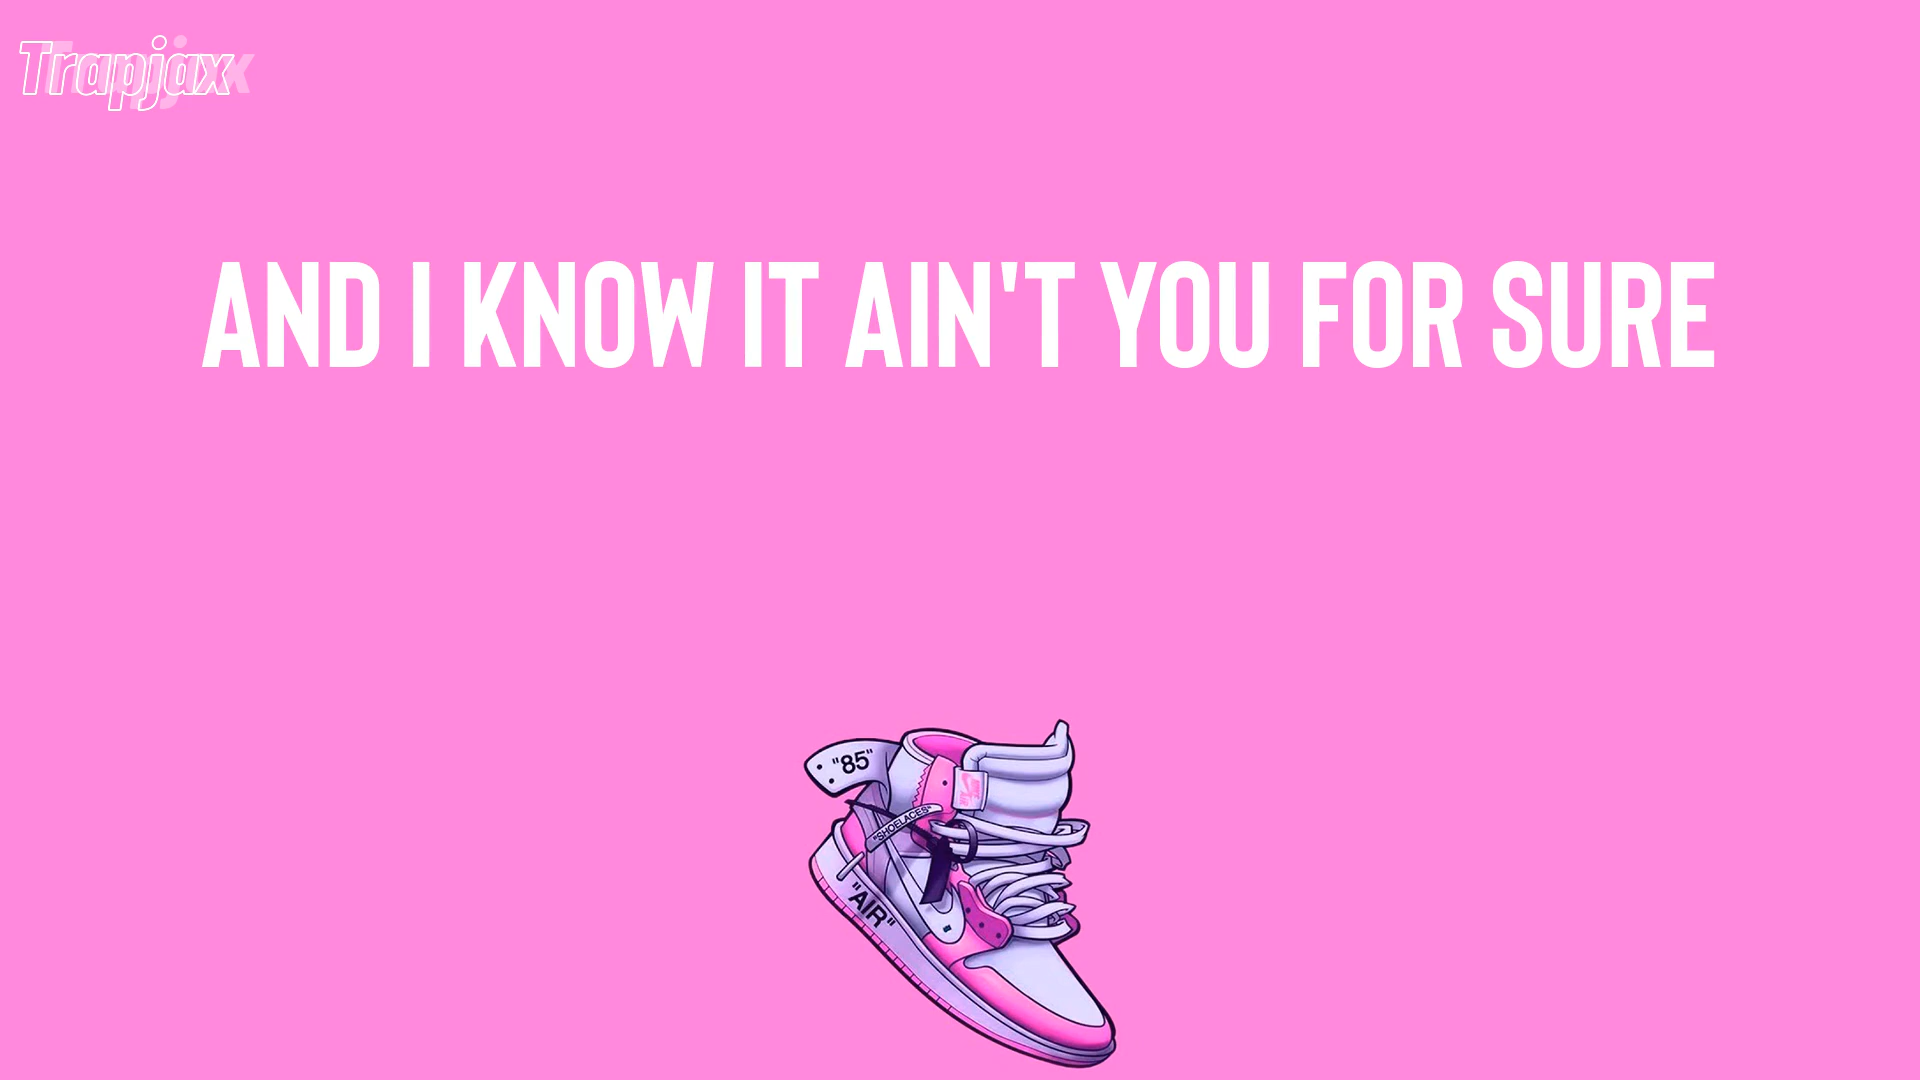 Trapjax
AND I KNOW IT AIN'T YOU FOR SURE
"85"
"SHOELACES"
"AIR"